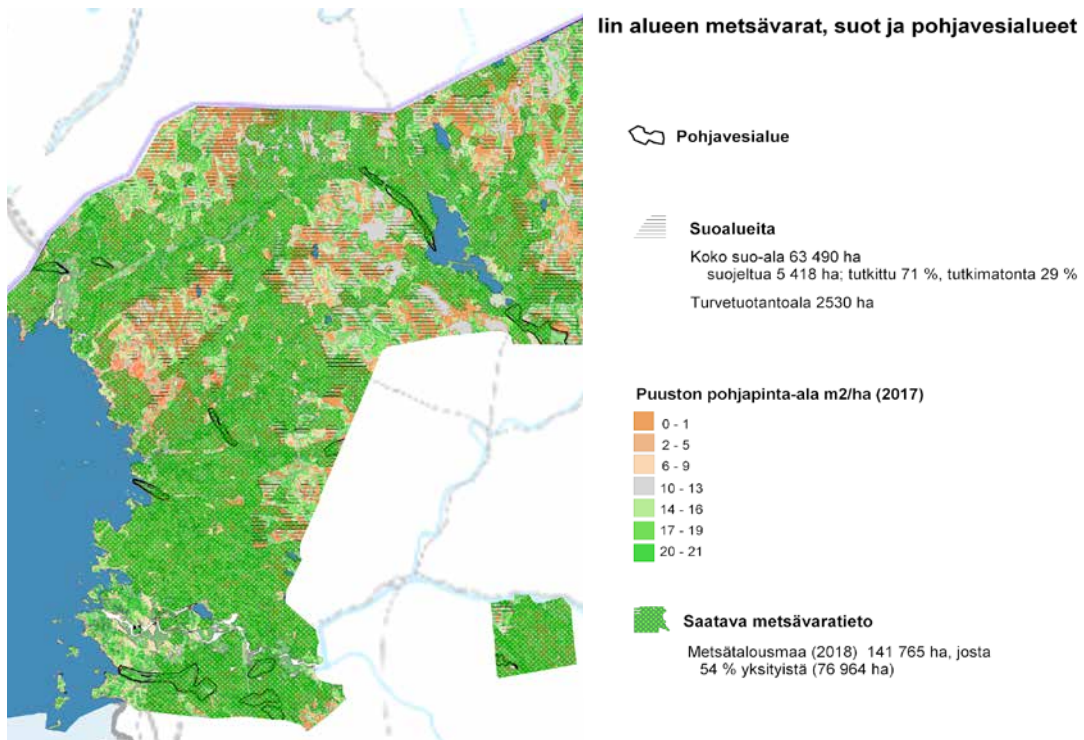 Iin alueen metsävarat, suot ja pohjavesialueet
Pohjavesialue
Suoalueita
Koko suo-ala 63 490 ha
suojeltua 5 418 ha; tutkittu 71 %, tutkimatonta 29 %
Turvetuotantoala 2530 ha
Puuston pohjapinta-ala m2/ha (2017)
0 - 1
2 - 5
6 - 9
10 - 13
14 - 16
17 - 19
20 - 21
Saatava metsävaratieto
Metsätalousmaa (2018) 141 765 ha, josta
54 % yksityistä (76 964 ha)